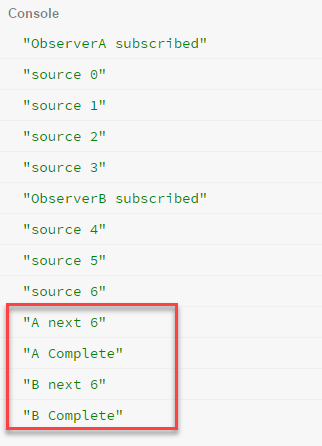 Console
"ObserverA subscribed"
"source 0"
"source 1"
"source 2"
"source 3"
"ObserverB subscribed"
"source 4"
"source 5"
"source 6"
"A next 6"
"A Complete"
"B next 6"
"B Complete"